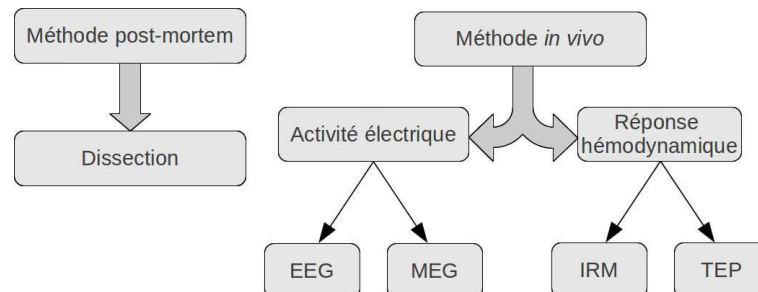 Méthode post-mortem
Dissection
Méthode in vivo
Activité électrique
Réponse
hémodynamique
EEG
MEG
IRM
TEP